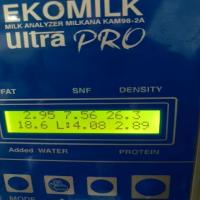 EKOMILK
MILK ANALYZER MILKANA KAM98-2A
ultra PRO
FAT SNF DENSITY
2.95 7.56 26.3
18.6 L:4.08 2.89
Added WATER PROTEIN
MODE